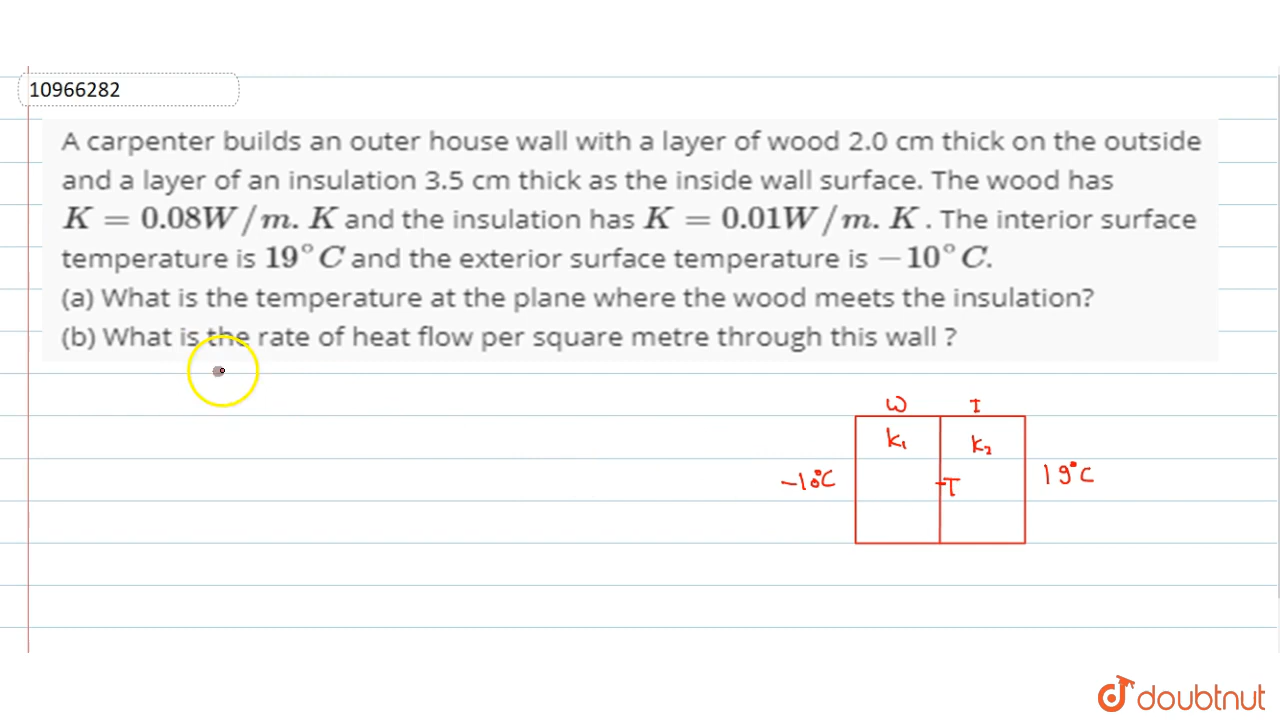 10966282
A carpenter builds an outer house wall with a layer of wood 2.0 cm thick on the outside
and a layer of an insulation 3.5 cm thick as the inside wall surface. The wood has
K = 0.08W/m. K and the insulation has K = 0.01W/m. K . The interior surface
temperature is 19° C and the exterior surface temperature is −10° C.
(a) What is the temperature at the plane where the wood meets the insulation?
(b) What is the rate of heat flow per square metre through this wall ?
W I
K₁ K₂
-10°C T 19°C
doubtnut